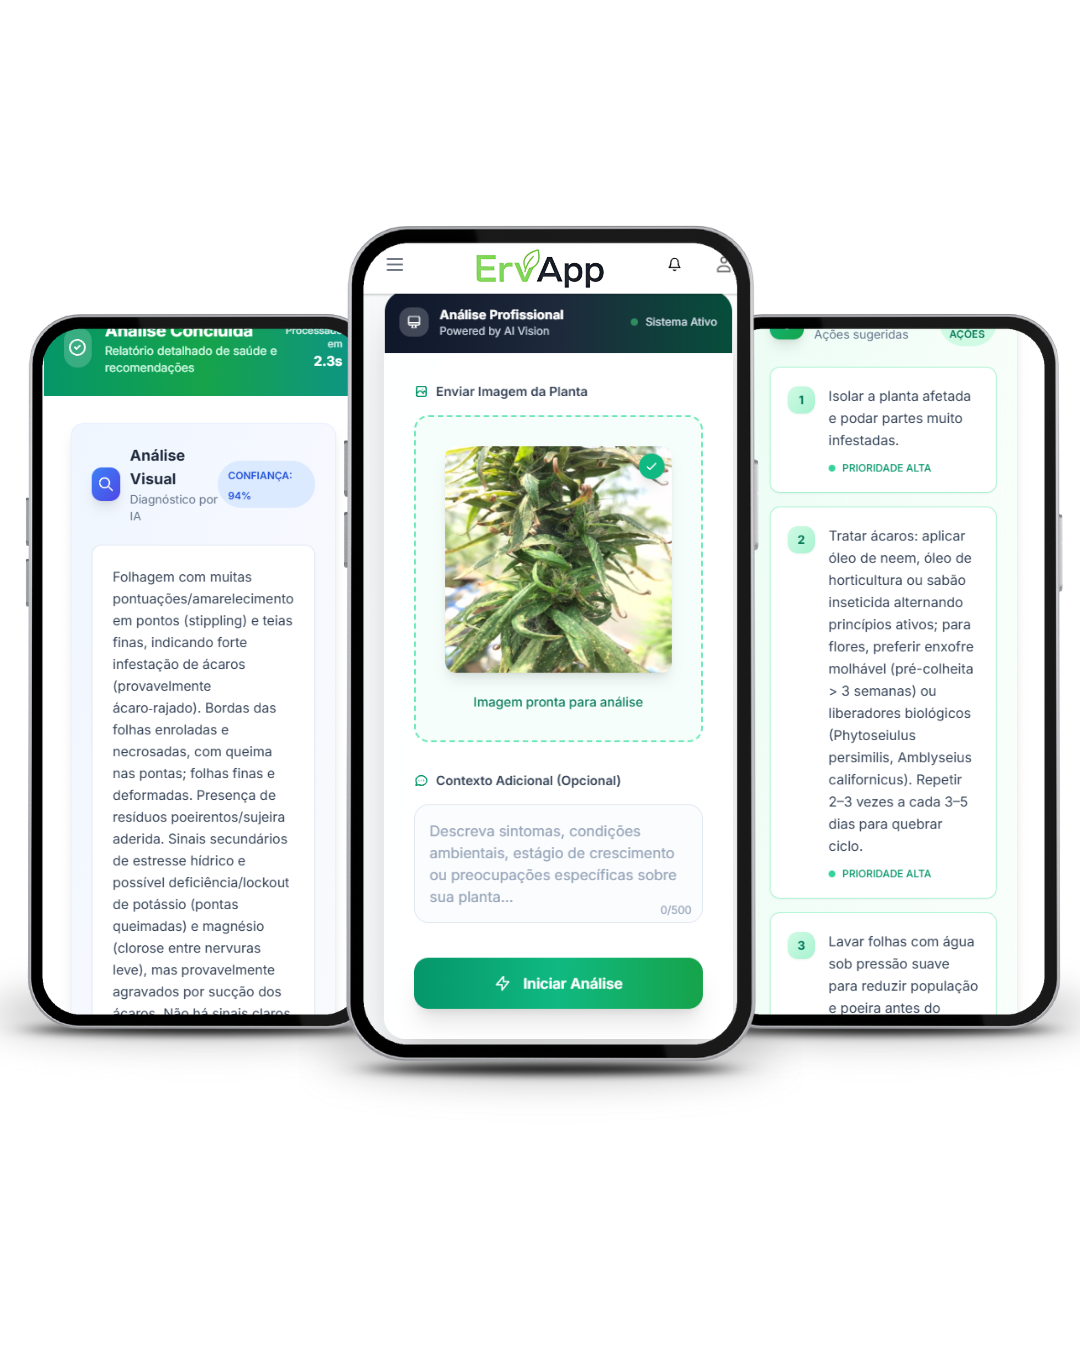 Análise Concluída
Relatório detalhado de saúde e
recomendações
Processado
em
2.3s
Análise
Visual
Diagnóstico por
IA
CONFIANÇA:
94%
Folhagem com muitas
pontuações/amarelecimento
em pontos (stippling) e teias
finas, indicando forte
infestação de ácaros
(provavelmente
ácaro-rajado). Bordas das
folhas enroladas e
necrosadas, com queima
nas pontas; folhas finas e
deformadas. Presença de
resíduos poeirentos/sujeira
aderida. Sinais secundários
de estresse hídrico e
possível deficiência/lockout
de potássio (pontas
queimadas) e magnésio
(clorose entre nervuras
leve), mas provavelmente
agravados por sucção dos
ácaros. Não há sinais claros
ErvApp
Análise Profissional
Powered by AI Vision
Sistema Ativo
Enviar Imagem da Planta
Imagem pronta para análise
Contexto Adicional (Opcional)
Descreva sintomas, condições
ambientais, estágio de crescimento
ou preocupações específicas sobre
sua planta...
0/500
Iniciar Análise
Ações sugeridas
AÇÕES
1
Isolar a planta afetada
e podar partes muito
infestadas.
PRIORIDADE ALTA
2
Tratar ácaros: aplicar
óleo de neem, óleo de
horticultura ou sabão
inseticida alternando
princípios ativos; para
flores, preferir enxofre
molhável (pré-colheita
> 3 semanas) ou
liberadores biológicos
(Phytoseiulus
persimilis, Amblyseius
californicus). Repetir
2–3 vezes a cada 3–5
dias para quebrar
ciclo.
PRIORIDADE ALTA
3
Lavar folhas com água
sob pressão suave
para reduzir população
e poeira antes do